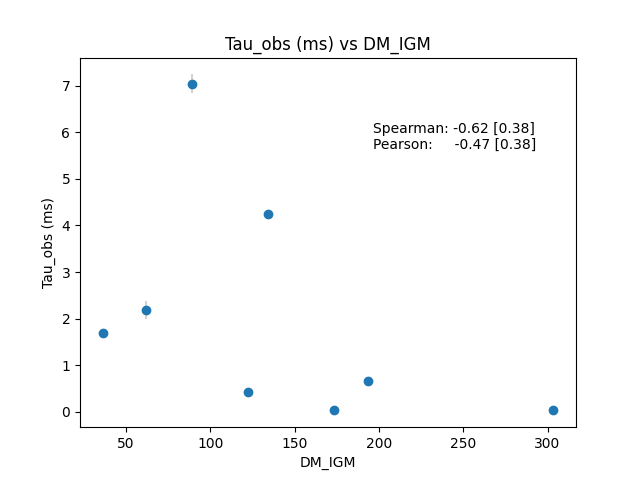 Tau_obs (ms) vs DM_IGM
Spearman: -0.62 [0.38]
Pearson: -0.47 [0.38]
Tau_obs (ms)
7
6
5
4
3
2
1
0
50 100 150 200 250 300
DM_IGM